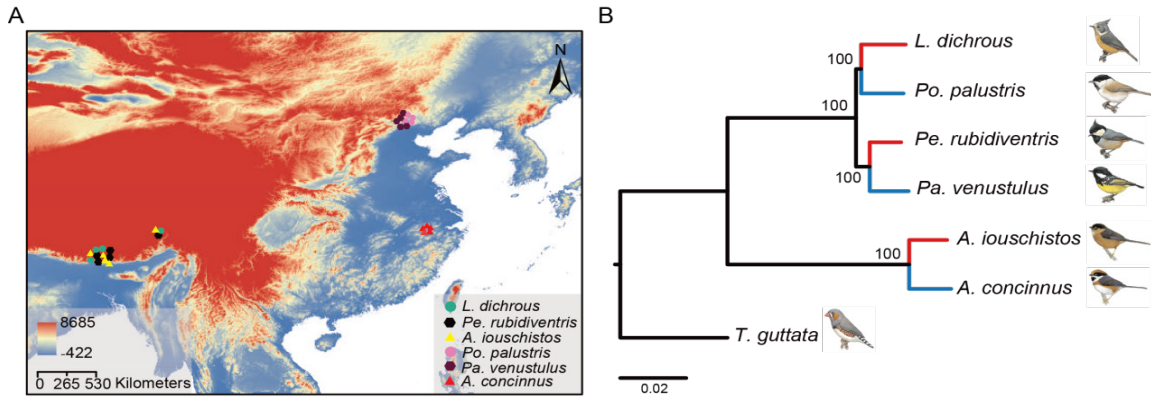 A
N
8685
-422
0 265 530 Kilometers
L. dichrous
Pe. rubidiventris
A. iouschistos
Po. palustris
Pa. venustulus
A. concinnus
B
100
100
100
100
L. dichrous
Po. palustris
Pe. rubidiventris
Pa. venustulus
A. iouschistos
A. concinnus
T. guttata
0.02